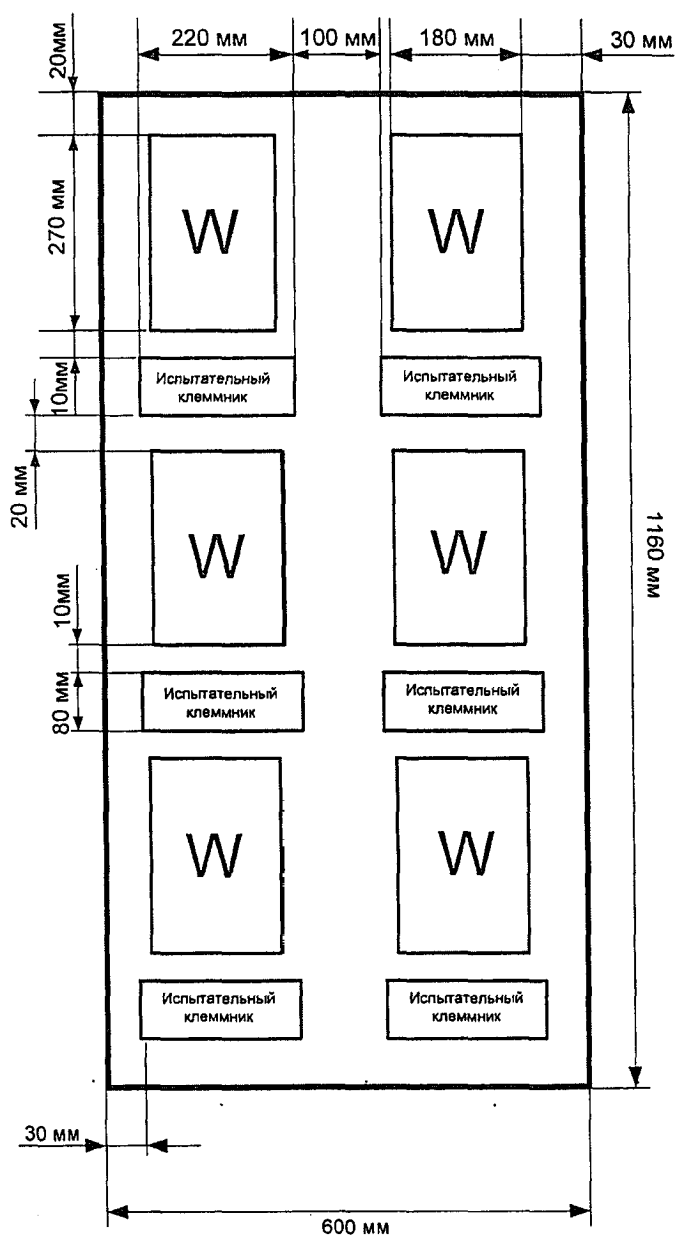 220 мм 100 мм 180 мм 30 мм
20мм
270 мм
W W
10мм
Испытательный Испытательный
клеммник клеммник
20 мм
W W
1160 мм
10мм
80 мм
Испытательный Испытательный
клеммник клеммник
W W
Испытательный Испытательный
клеммник клеммник
30 мм
600 мм